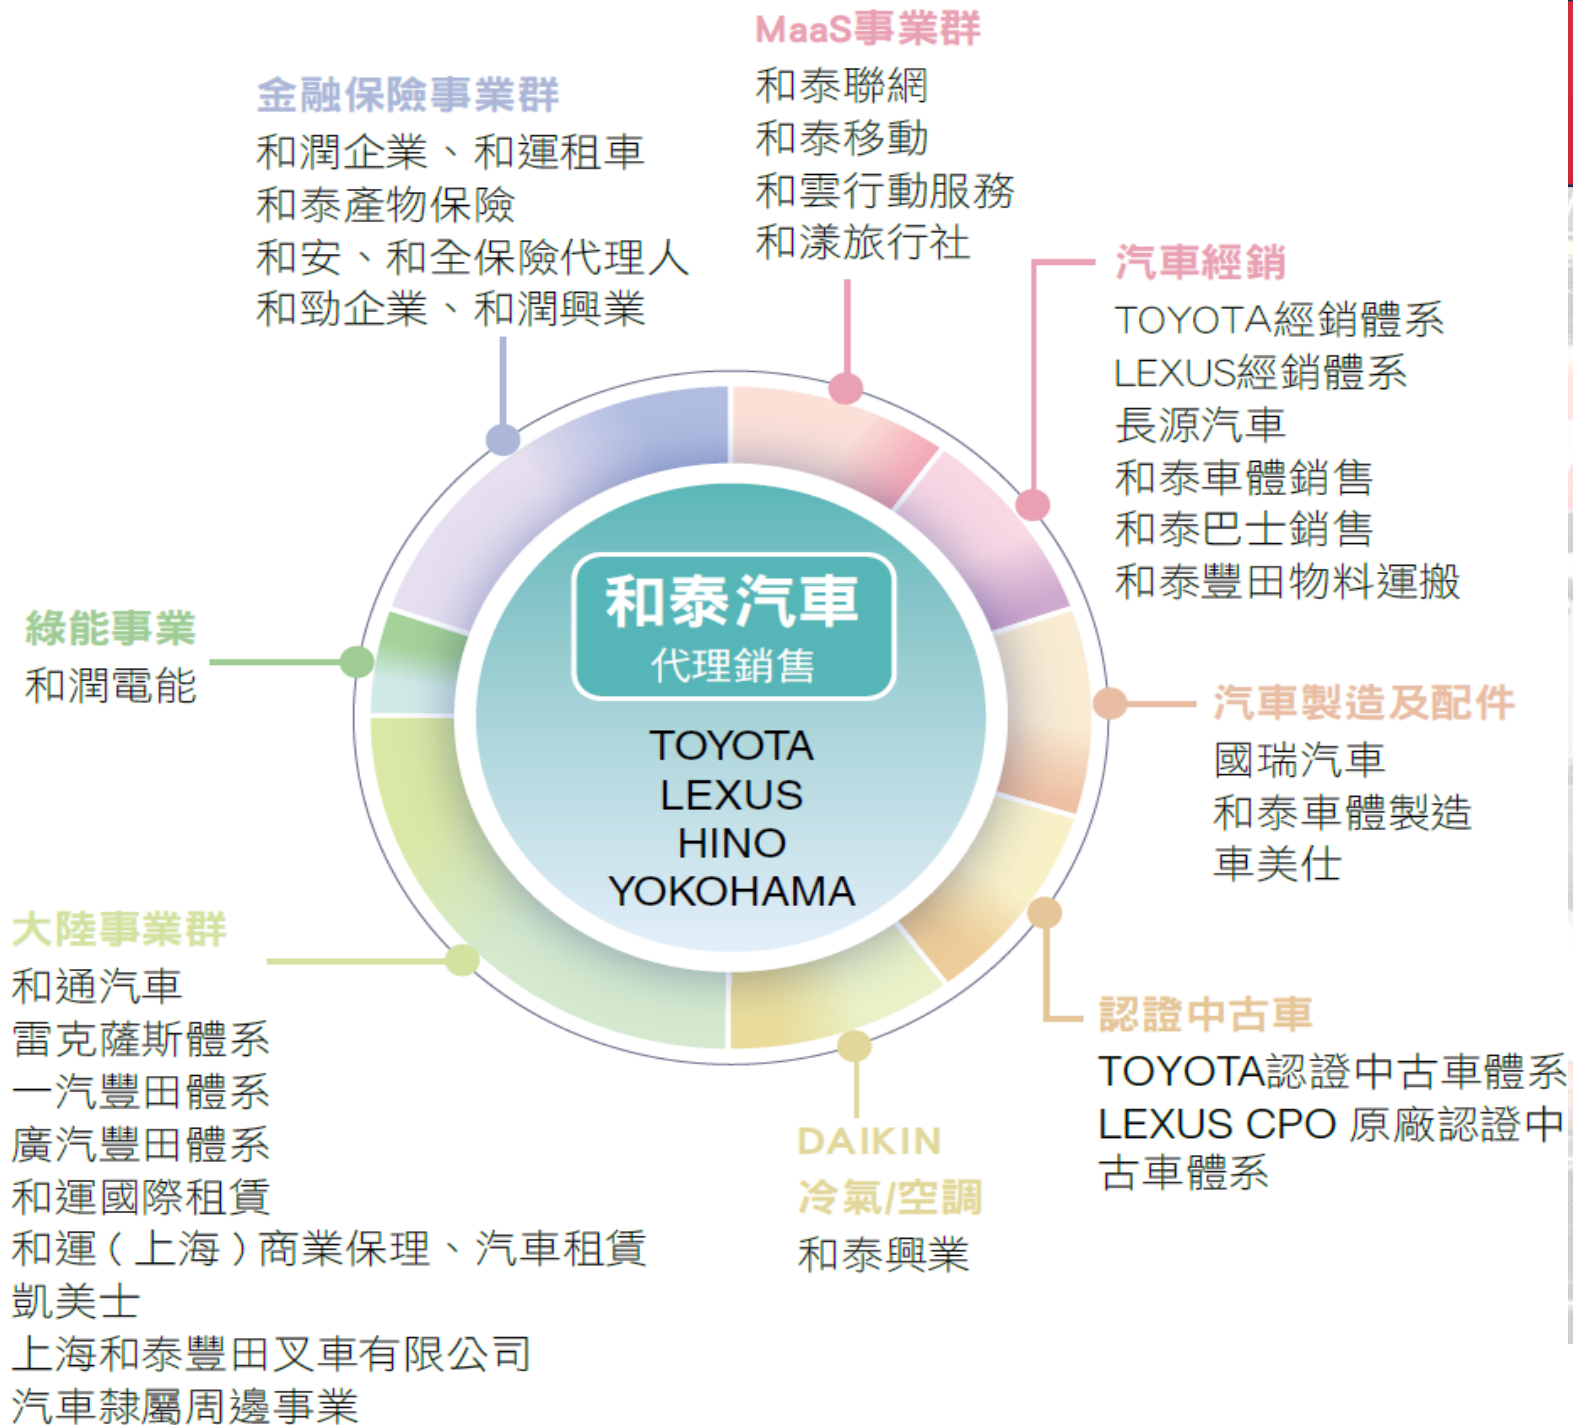 MaaS事業群
和泰聯網
和泰移動
和雲行動服務
和漾旅行社
金融保險事業群
和潤企業、和運租車
和泰產物保險
和安、和全保險代理人
和勁企業、和潤興業
汽車經銷
TOYOTA經銷體系
LEXUS經銷體系
長源汽車
和泰車體銷售
和泰巴士銷售
和泰豐田物料運搬
和泰汽車
代理銷售
TOYOTA
LEXUS
HINO
YOKOHAMA
綠能事業
和潤電能
汽車製造及配件
國瑞汽車
和泰車體製造
車美仕
大陸事業群
和通汽車
雷克薩斯體系
一汽豐田體系
廣汽豐田體系
和運國際租賃
和運(上海)商業保理、汽車租賃
凱美士
上海和泰豐田叉車有限公司
汽車隸屬周邊事業
認證中古車
TOYOTA認證中古車體系
LEXUS CPO 原廠認證中
古車體系
DAIKIN
冷氣/空調
和泰興業